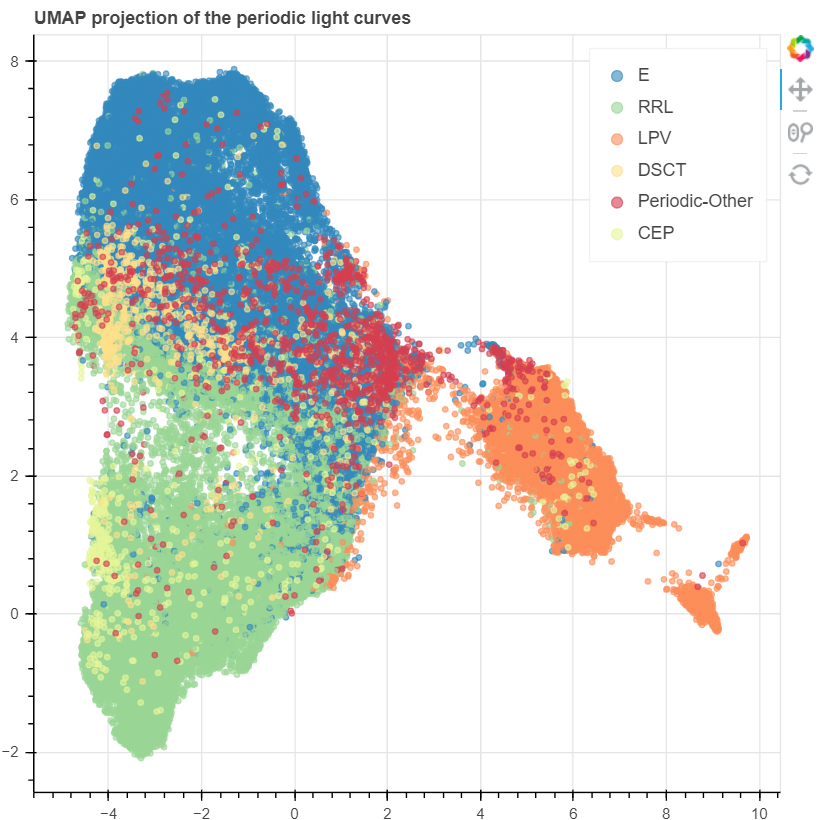 UMAP projection of the periodic light curves
E
RRL
LPV
DSCT
Periodic-Other
CEP
8
6
4
2
0
−2
−4
−2
0
2
4
6
8
10